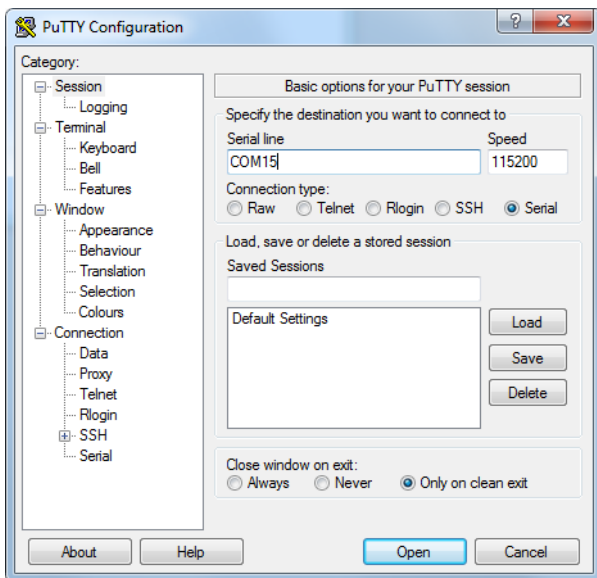 PuTTY Configuration
Category:
Session
Logging
Terminal
Keyboard
Bell
Features
Window
Appearance
Behaviour
Translation
Selection
Colours
Connection
Data
Proxy
Telnet
Rlogin
SSH
Serial
Basic options for your PuTTY session
Specify the destination you want to connect to
Serial line Speed
COM15 115200
Connection type:
Raw Telnet Rlogin SSH Serial
Load, save or delete a stored session
Saved Sessions
Default Settings
Load
Save
Delete
Close window on exit:
Always Never Only on clean exit
About Help Open Cancel